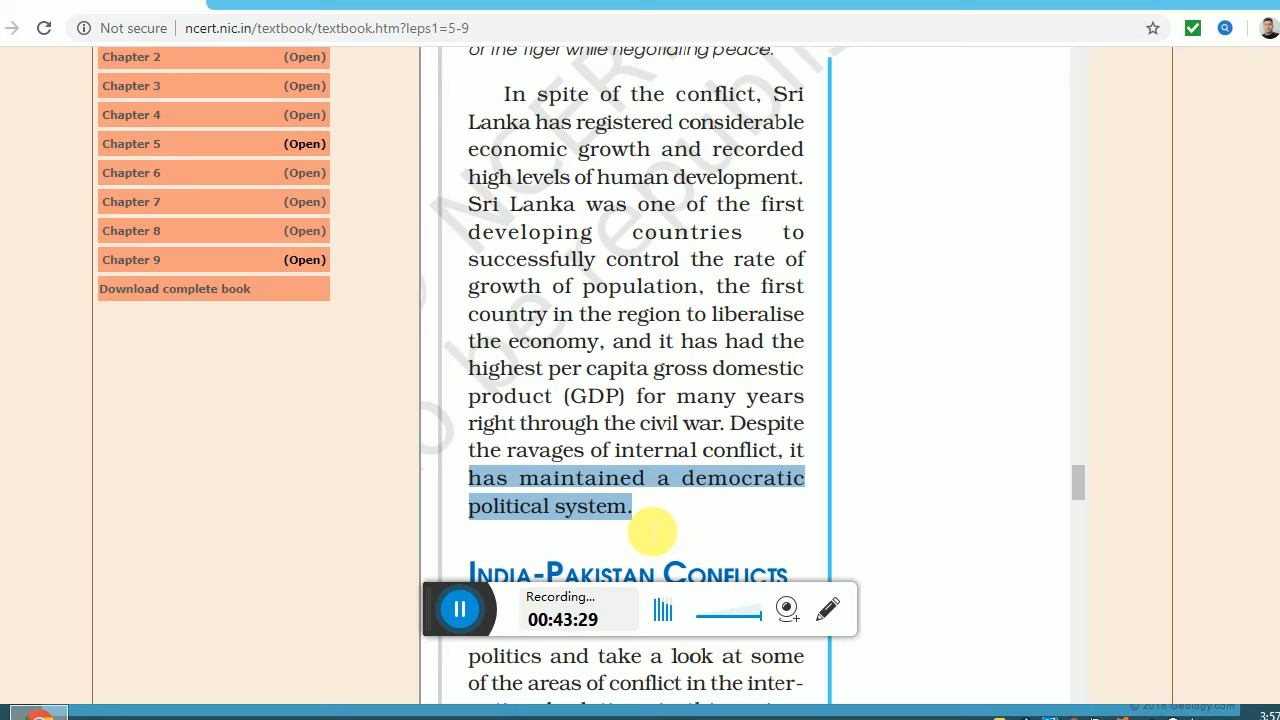 Not secure
ncert.nic.in/textbook/textbook.htm?leps1=5-9
Chapter 2 (Open)
Chapter 3 (Open)
Chapter 4 (Open)
Chapter 5 (Open)
Chapter 6 (Open)
Chapter 7 (Open)
Chapter 8 (Open)
Chapter 9 (Open)
Download complete book
or the tiger while negotiating peace.
In spite of the conflict, Sri
Lanka has registered considerable
economic growth and recorded
high levels of human development.
Sri Lanka was one of the first
developing countries to
successfully control the rate of
growth of population, the first
country in the region to liberalise
the economy, and it has had the
highest per capita gross domestic
product (GDP) for many years
right through the civil war. Despite
the ravages of internal conflict, it
has maintained a democratic
political system.
INDIA-PAKISTAN CONFLICTS
Recording...
00:43:29
politics and take a look at some
of the areas of conflict in the inter-
© 2016 Geology.com
3:57